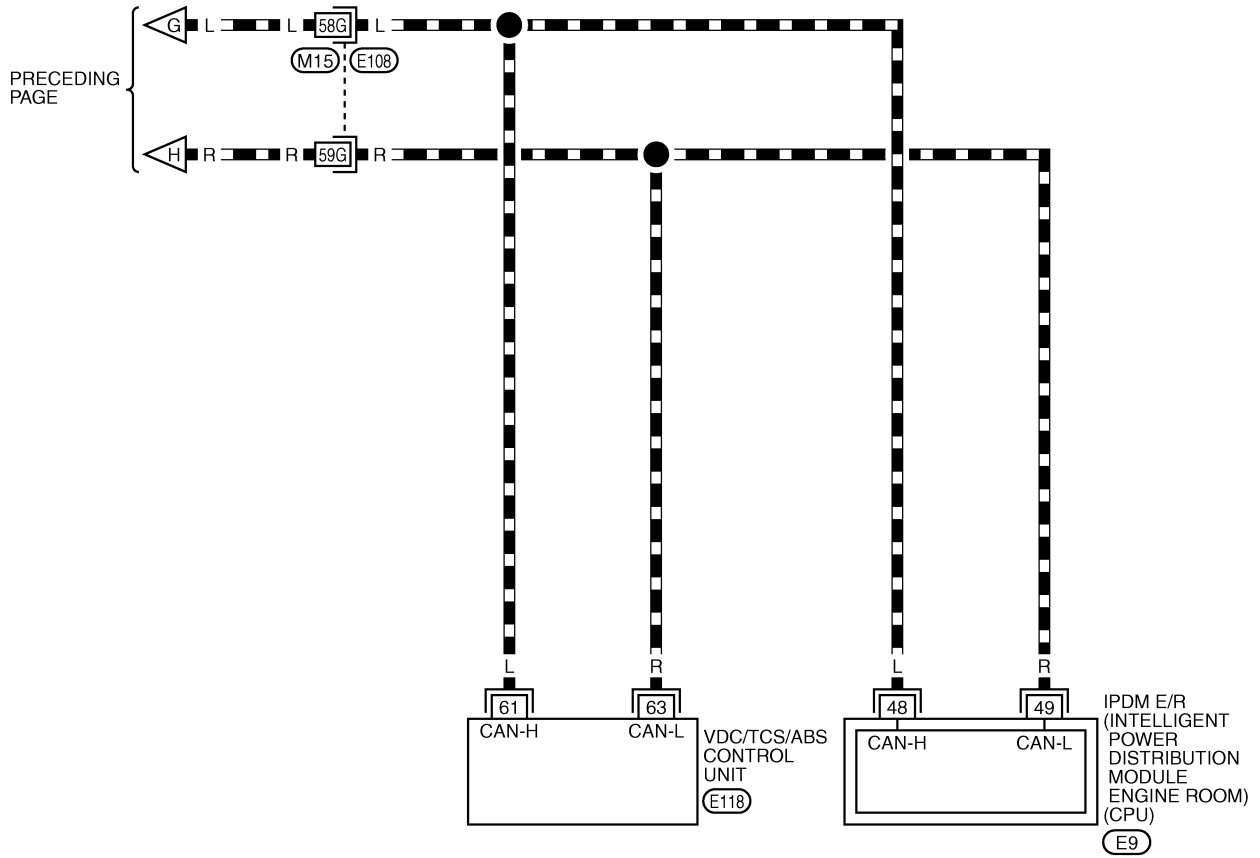 G L L 58G L
M15 E108
PRECEDING
PAGE
H R R 59G R
L R L R
61 63 48 49
CAN-H CAN-L
VDC/TCS/ABS
CONTROL
UNIT
E118
CAN-H CAN-L
IPDM E/R
(INTELLIGENT
POWER
DISTRIBUTION
MODULE
ENGINE ROOM)
(CPU)
E9